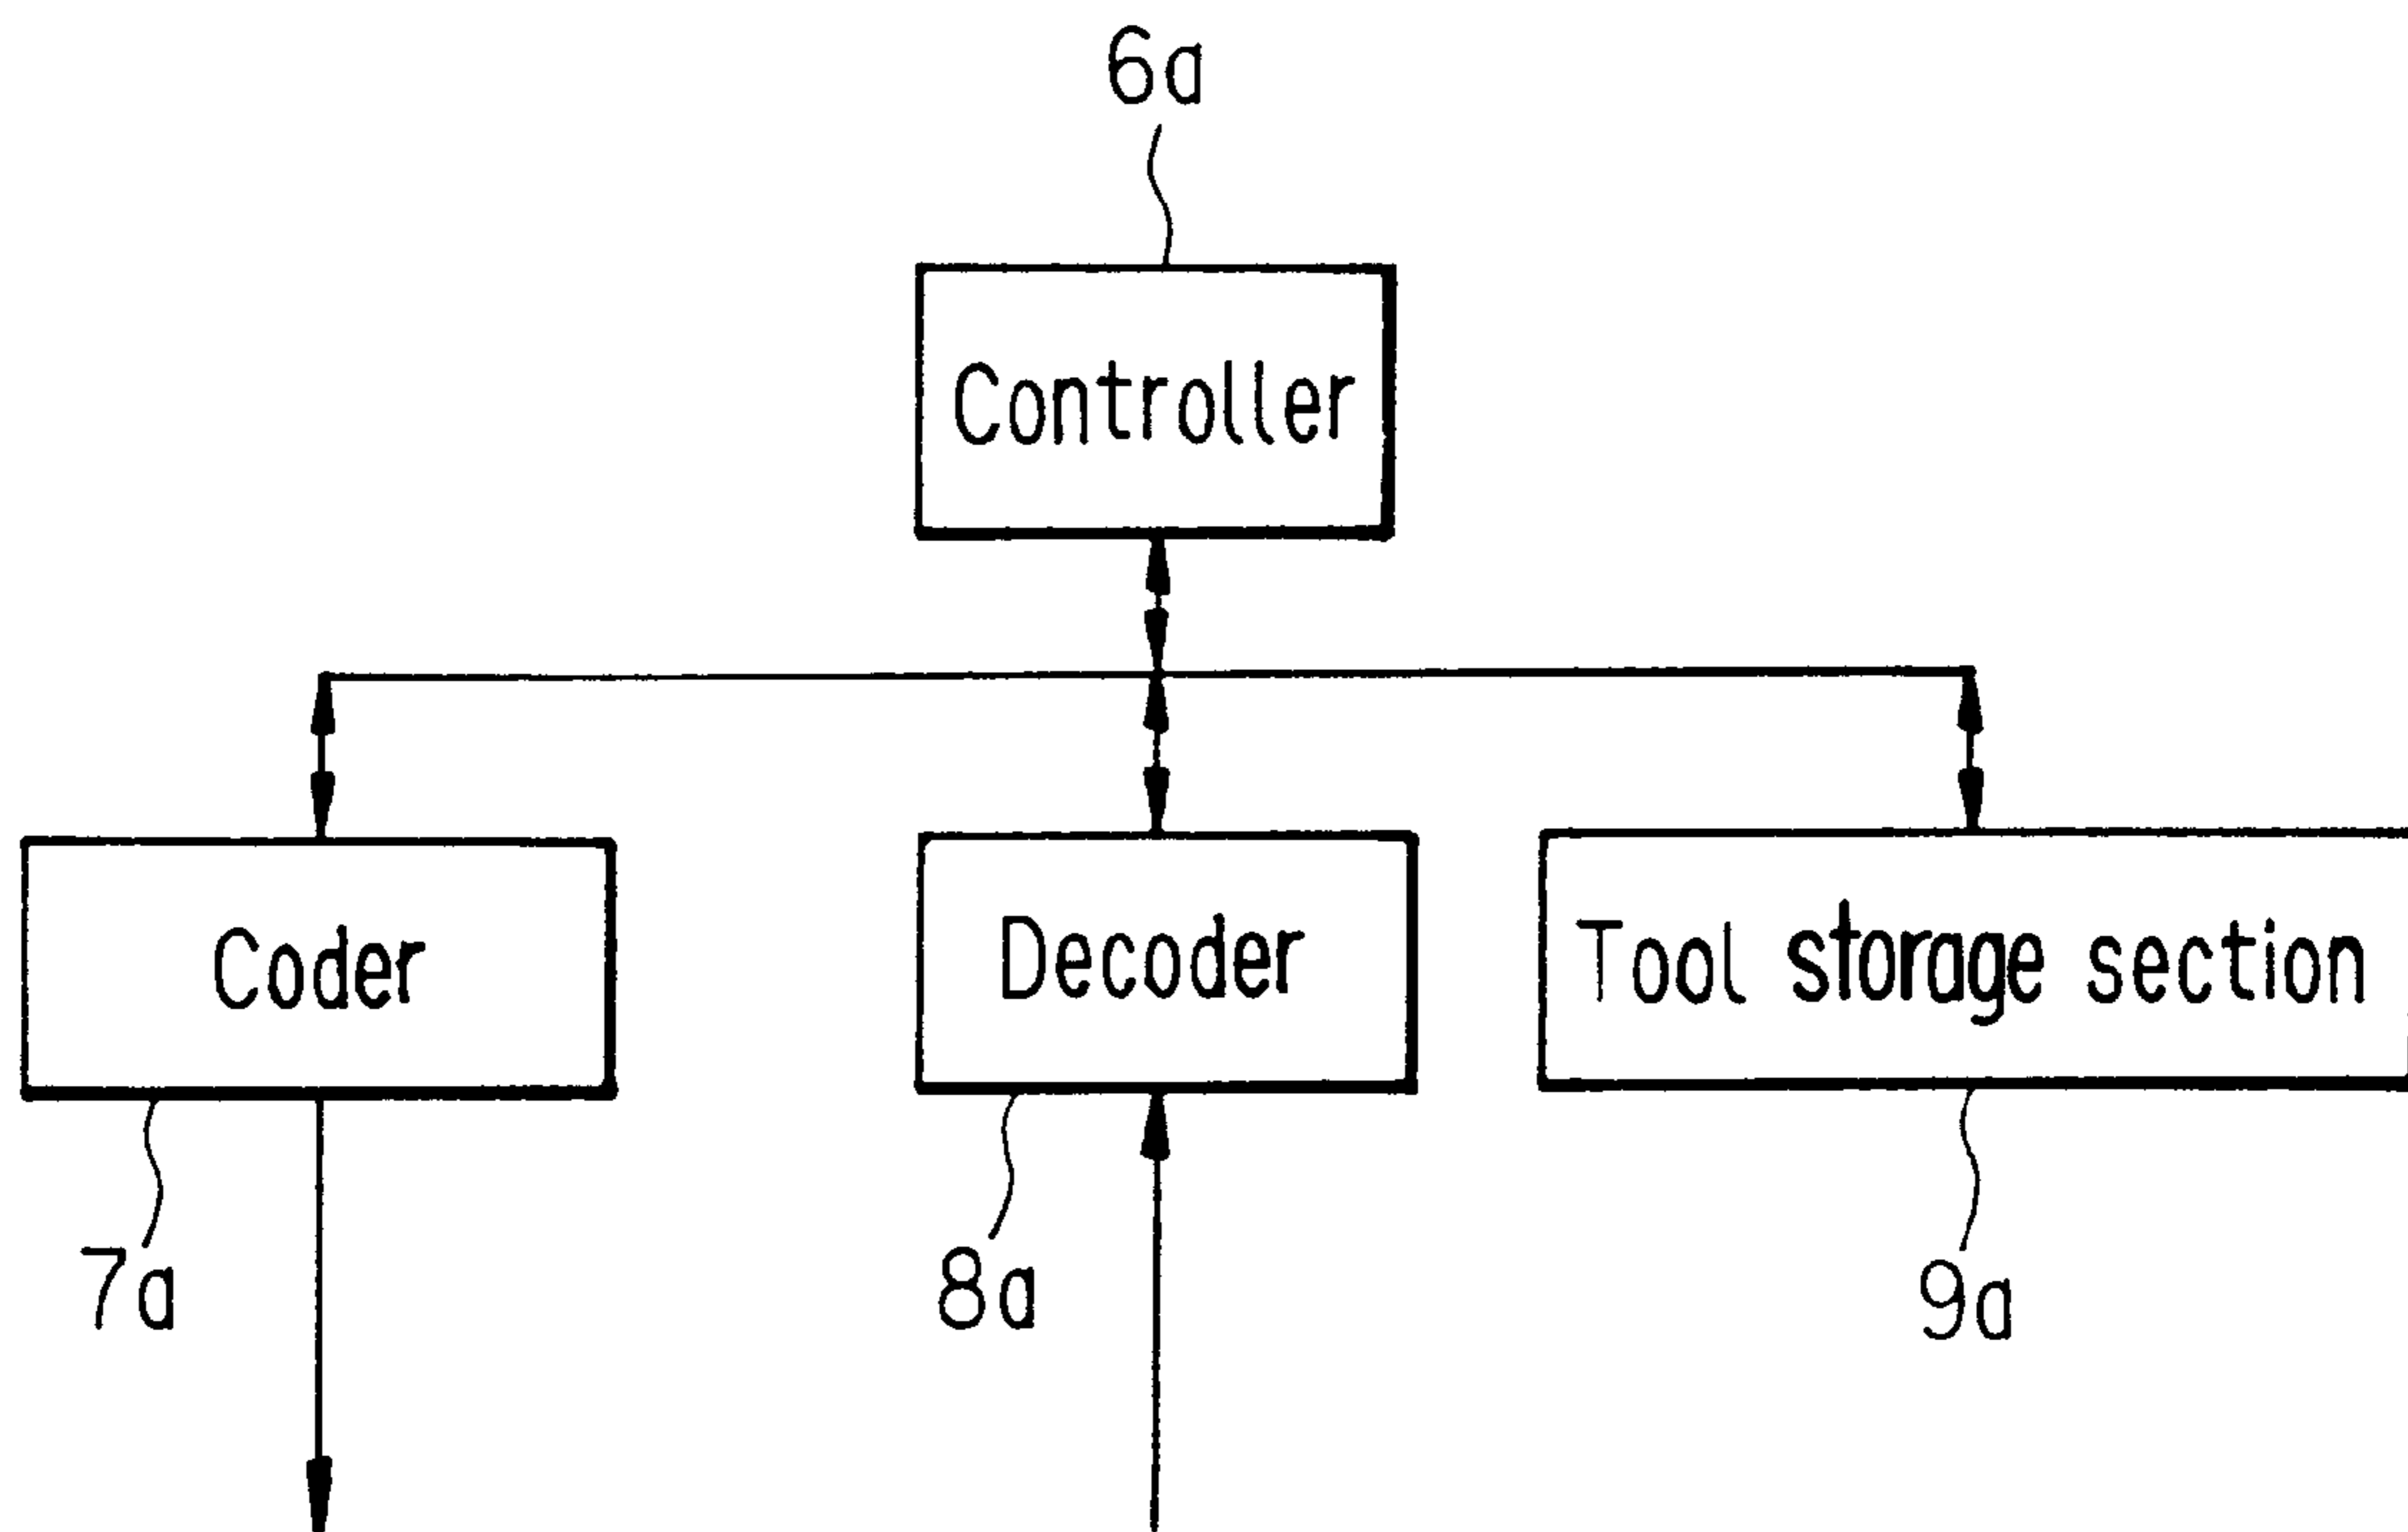 6a
Controller
Coder
Decoder
Tool storage section
7a
8a
9a